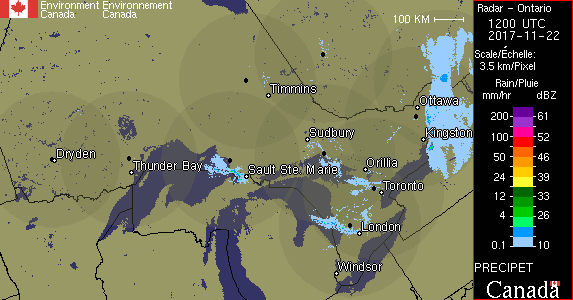 Environment Environnement
Canada Canada
100 KM
Radar - Ontario
1200 UTC
2017-11-22
Scale/Échelle:
3.5 km/Pixel
Rain/Pluie
mm/hr dBZ
200 61
100 52
50 46
24 39
12 33
4 26
0.1 10
PRECIPET
Canada
Timmins
Ottawa
Sudbury
Kingston
Dryden
Thunder Bay
Sault Ste. Marie
Orillia
Toronto
London
Windsor